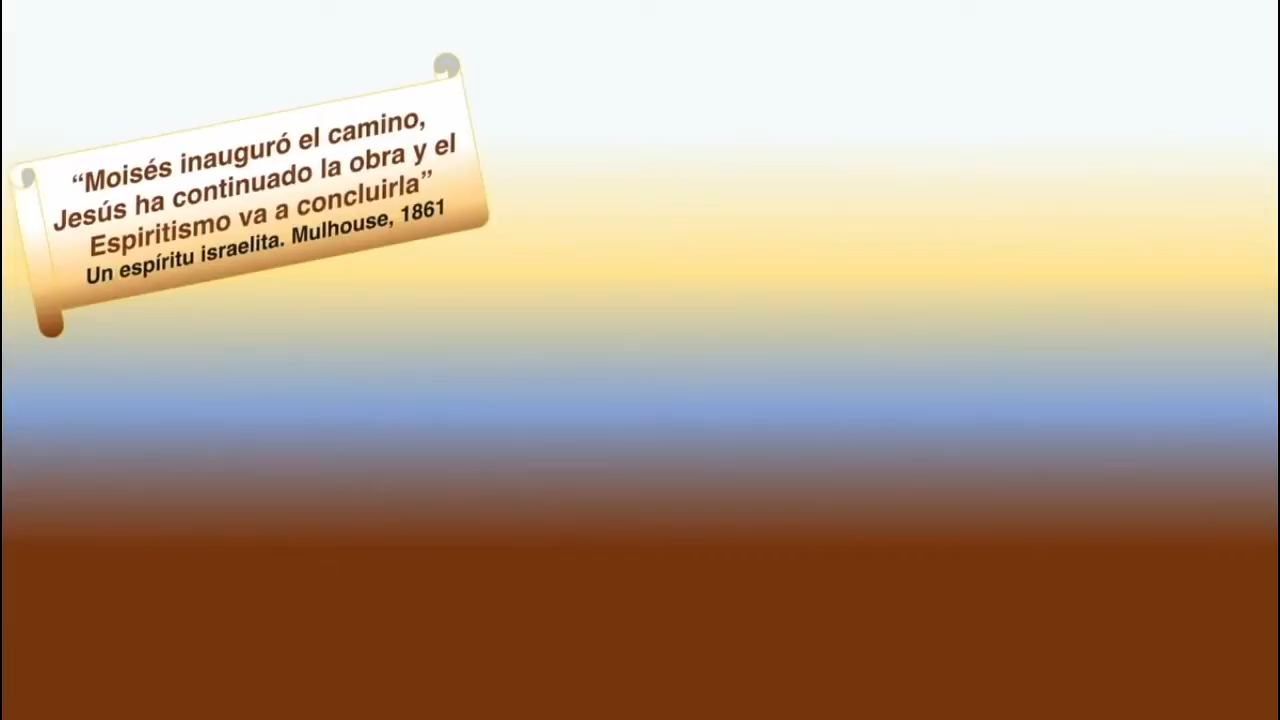 “Moisés inauguró el camino,
Jesús ha continuado la obra y el
Espiritismo va a concluirla”
Un espíritu israelita. Mulhouse, 1861